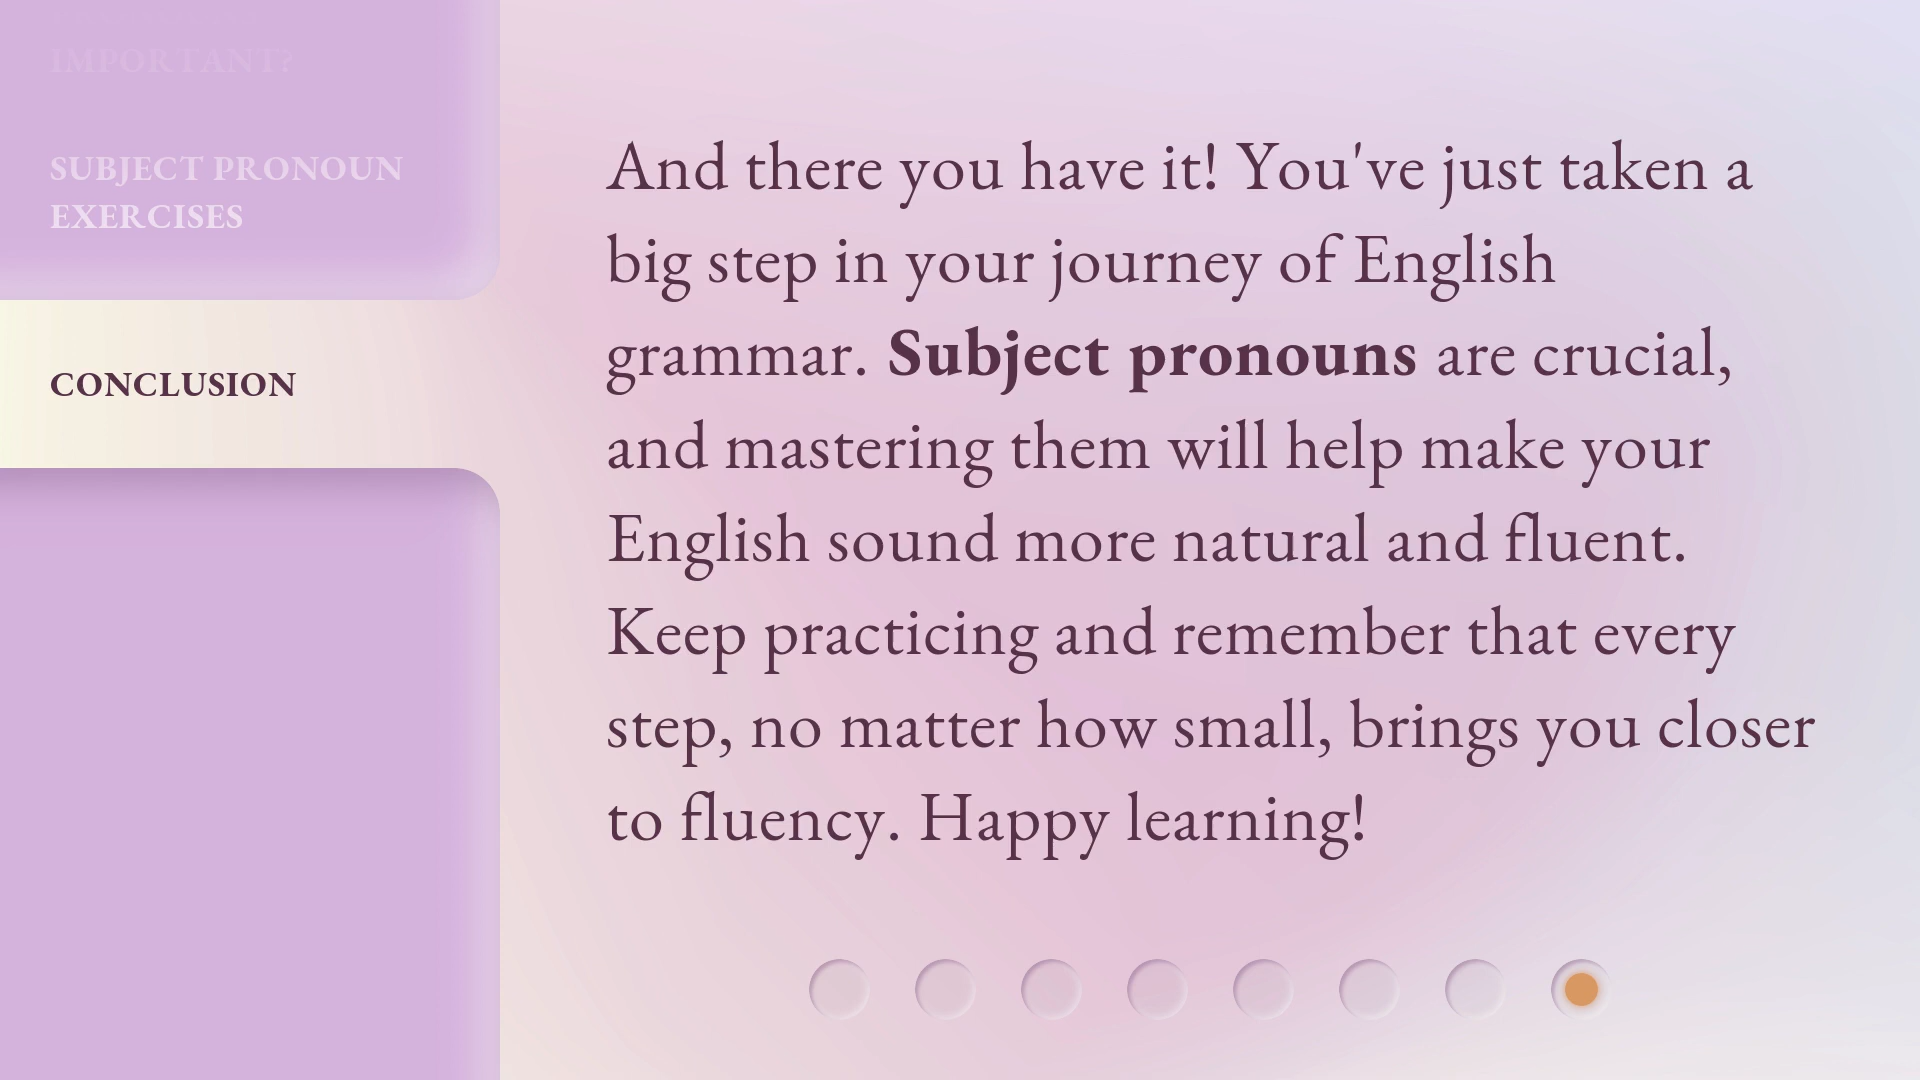 IMPORTANT?
SUBJECT PRONOUN
EXERCISES
CONCLUSION
And there you have it! You've just taken a
big step in your journey of English
grammar. Subject pronouns are crucial,
and mastering them will help make your
English sound more natural and fluent.
Keep practicing and remember that every
step, no matter how small, brings you closer
to fluency. Happy learning!